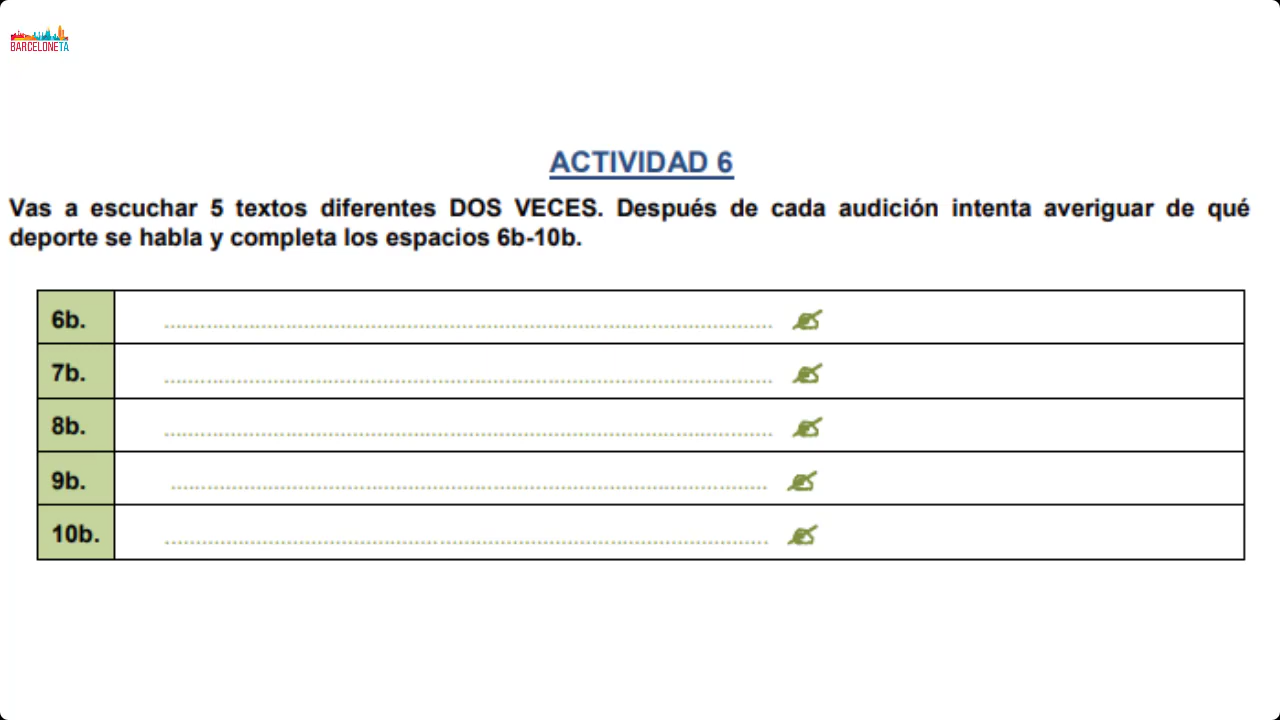 BARCELONETA
ACTIVIDAD 6
Vas a escuchar 5 textos diferentes DOS VECES. Después de cada audición intenta averiguar de qué
deporte se habla y completa los espacios 6b-10b.
6b. ....................................................................................................
7b. ....................................................................................................
8b. ....................................................................................................
9b. ....................................................................................................
10b. ....................................................................................................